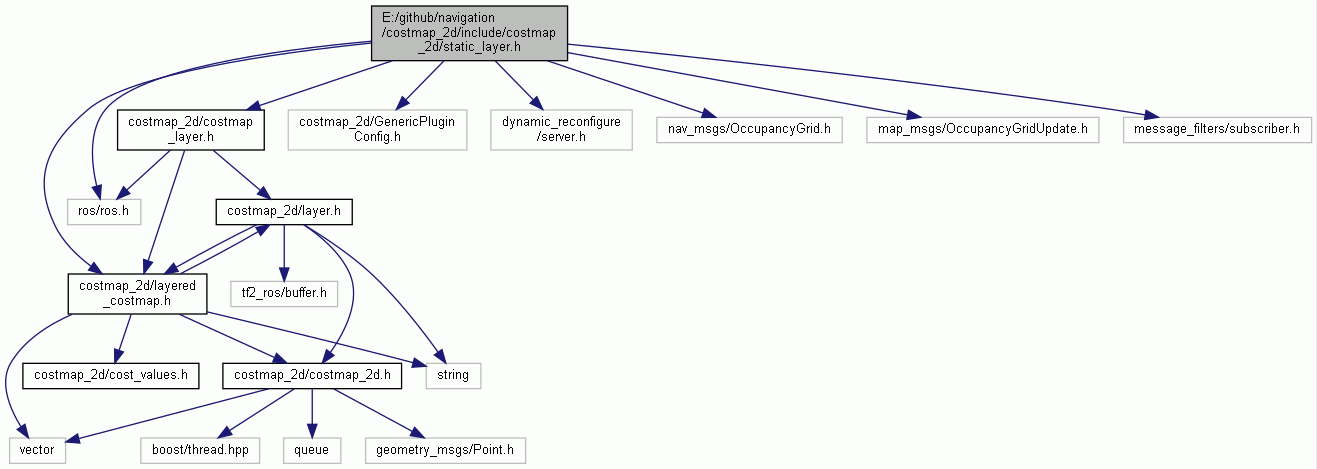 E:/github/navigation
/costmap_2d/include/costmap
_2d/static_layer.h
costmap_2d/costmap
_layer.h
costmap_2d/GenericPlugin
Config.h
dynamic_reconfigure
/server.h
nav_msgs/OccupancyGrid.h
map_msgs/OccupancyGridUpdate.h
message_filters/subscriber.h
ros/ros.h
costmap_2d/layer.h
costmap_2d/layered
_costmap.h
tf2_ros/buffer.h
costmap_2d/cost_values.h
costmap_2d/costmap_2d.h
string
vector
boost/thread.hpp
queue
geometry_msgs/Point.h